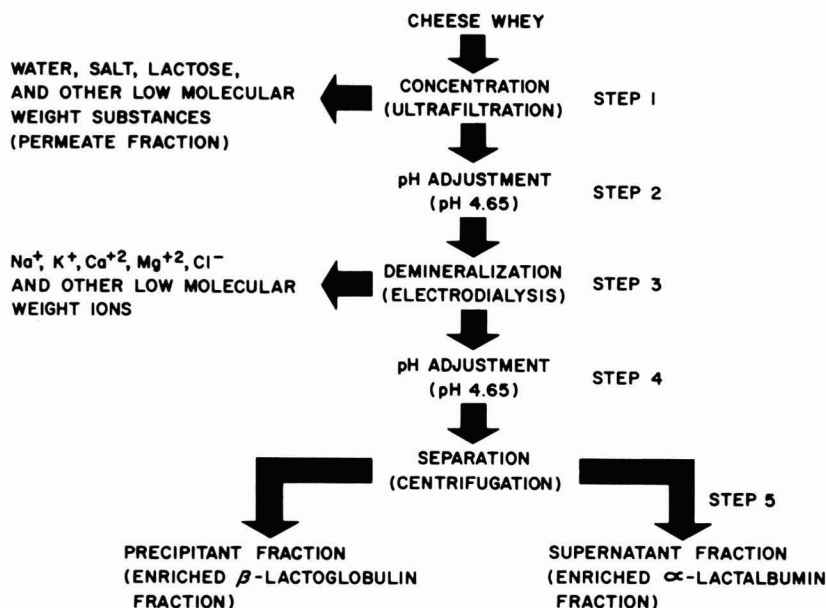 CHEESE WHEY
WATER, SALT, LACTOSE,
AND OTHER LOW MOLECULAR
WEIGHT SUBSTANCES
(PERMEATE FRACTION)
CONCENTRATION
(ULTRAFILTRATION)
STEP 1
pH ADJUSTMENT
(pH 4.65)
STEP 2
Na+, K+, Ca+2, Mg+2, Cl−
AND OTHER LOW MOLECULAR
WEIGHT IONS
DEMINERALIZATION
(ELECTRODIALYSIS)
STEP 3
pH ADJUSTMENT
(pH 4.65)
STEP 4
SEPARATION
(CENTRIFUGATION)
STEP 5
PRECIPITANT FRACTION
(ENRICHED β-LACTOGLOBULIN
FRACTION)
SUPERNATANT FRACTION
(ENRICHED α-LACTALBUMIN
FRACTION)